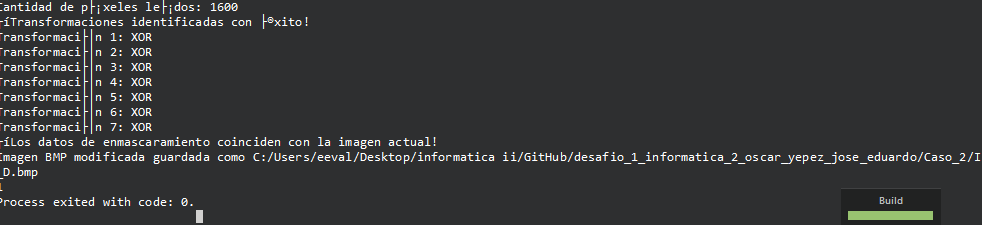 Cantidad de p├¡xeles le├¡dos: 1600
├íTransformaciones identificadas con ├®xito!
Transformaci├│n 1: XOR
Transformaci├│n 2: XOR
Transformaci├│n 3: XOR
Transformaci├│n 4: XOR
Transformaci├│n 5: XOR
Transformaci├│n 6: XOR
Transformaci├│n 7: XOR
├íLos datos de enmascaramiento coinciden con la imagen actual!
Imagen BMP modificada guardada como C:/Users/eeval/Desktop/informatica ii/GitHub/desafio_1_informatica_2_oscar_yepez_jose_eduardo/Caso_2/I
_D.bmp
1
Process exited with code: 0.
Build